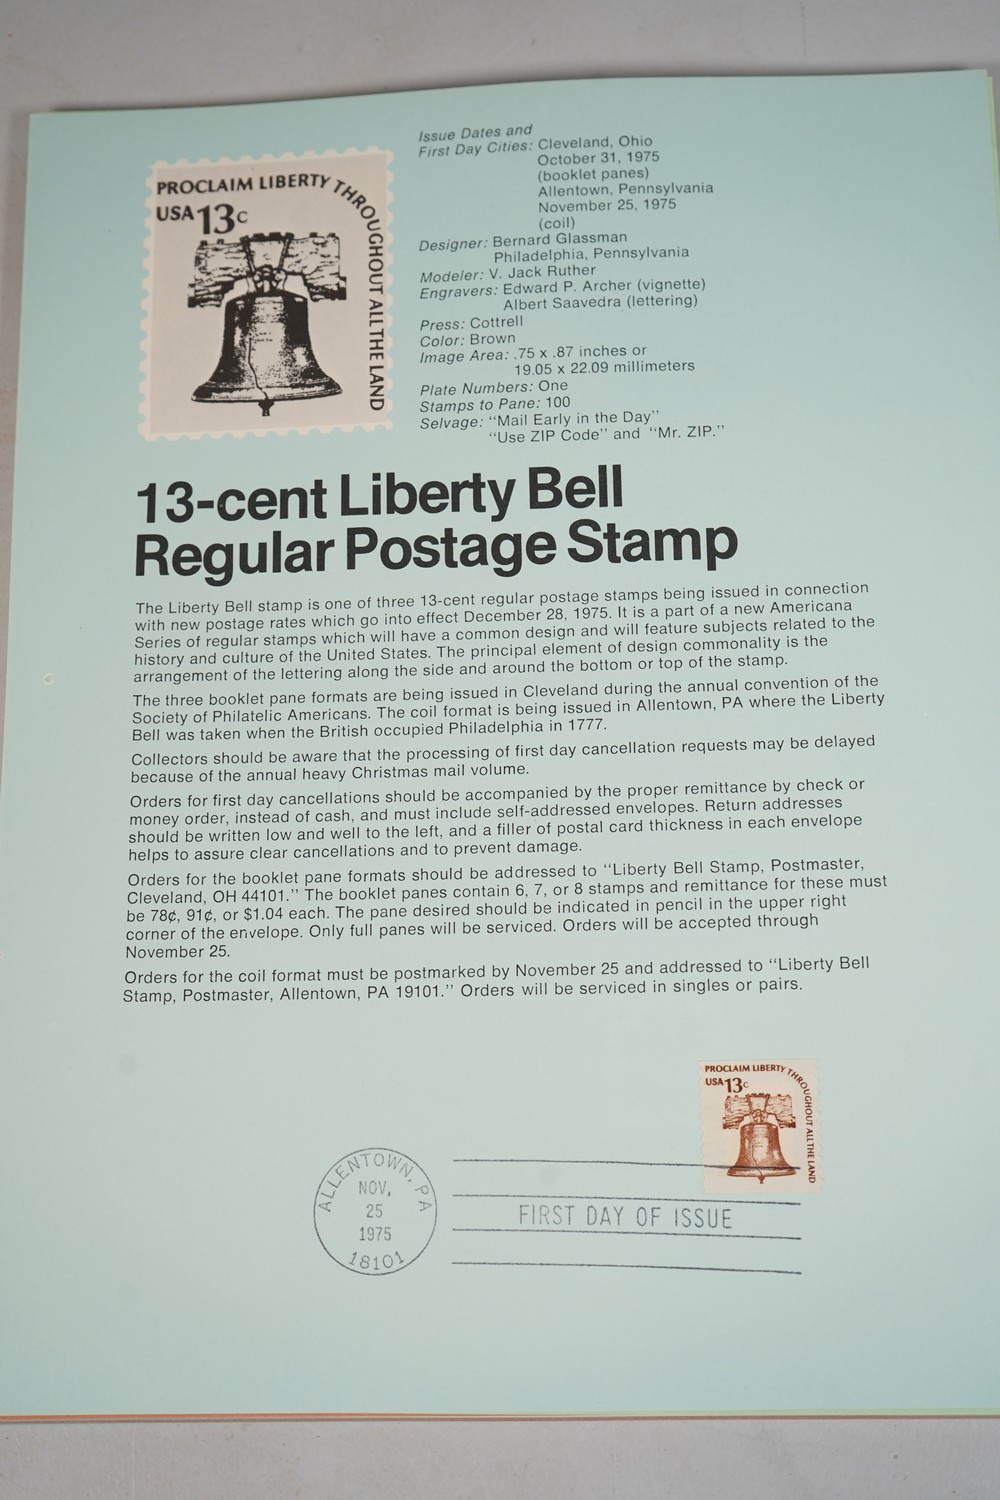 PROCLAIM LIBERTY THROUGHOUT ALL THE LAND
USA 13c
Issue Dates and
First Day Cities: Cleveland, Ohio
October 31, 1975
(booklet panes)
Allentown, Pennsylvania
November 25, 1975
(coil)
Designer: Bernard Glassman
Philadelphia, Pennsylvania
Modeler: V. Jack Ruther
Engravers: Edward P. Archer (vignette)
Albert Saavedra (lettering)
Press: Cottrell
Color: Brown
Image Area: .75 x .87 inches or
19.05 x 22.09 millimeters
Plate Numbers: One
Stamps to Pane: 100
Selvage: “Mail Early in the Day”
“Use ZIP Code” and “Mr. ZIP.”
13-cent Liberty Bell
Regular Postage Stamp
The Liberty Bell stamp is one of three 13-cent regular postage stamps being issued in connection
with new postage rates which go into effect December 28, 1975. It is a part of a new Americana
Series of regular stamps which will have a common design and will feature subjects related to the
history and culture of the United States. The principal element of design commonality is the
arrangement of the lettering along the side and around the bottom or top of the stamp.
The three booklet pane formats are being issued in Cleveland during the annual convention of the
Society of Philatelic Americans. The coil format is being issued in Allentown, PA where the Liberty
Bell was taken when the British occupied Philadelphia in 1777.
Collectors should be aware that the processing of first day cancellation requests may be delayed
because of the annual heavy Christmas mail volume.
Orders for first day cancellations should be accompanied by the proper remittance by check or
money order, instead of cash, and must include self-addressed envelopes. Return addresses
should be written low and well to the left, and a filler of postal card thickness in each envelope
helps to assure clear cancellations and to prevent damage.
Orders for the booklet pane formats should be addressed to “Liberty Bell Stamp, Postmaster,
Cleveland, OH 44101.” The booklet panes contain 6, 7, or 8 stamps and remittance for these must
be 78¢, 91¢, or $1.04 each. The pane desired should be indicated in pencil in the upper right
corner of the envelope. Only full panes will be serviced. Orders will be accepted through
November 25.
Orders for the coil format must be postmarked by November 25 and addressed to “Liberty Bell
Stamp, Postmaster, Allentown, PA 19101.” Orders will be serviced in singles or pairs.
PROCLAIM LIBERTY THROUGHOUT ALL THE LAND
USA 13c
ALLENTOWN, PA
NOV.
25
1975
18101
FIRST DAY OF ISSUE